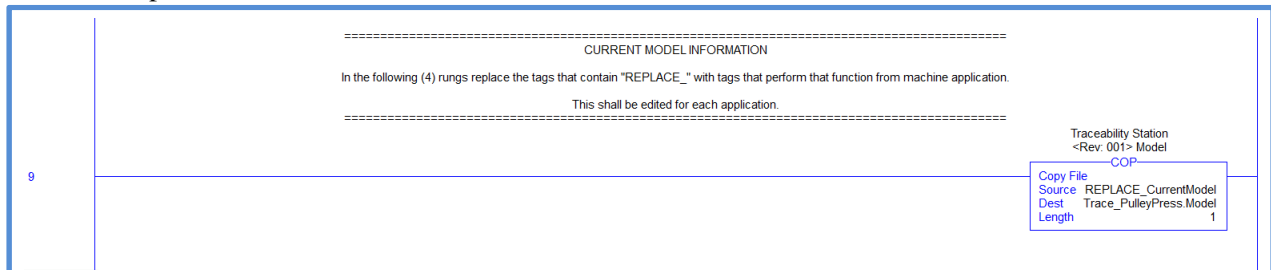 ==============================================================================================
CURRENT MODEL INFORMATION
In the following (4) rungs replace the tags that contain "REPLACE_" with tags that perform that function from machine application.
This shall be edited for each application.
==============================================================================================
Traceability Station
<Rev: 001> Model
COP
9
Copy File
Source REPLACE_CurrentModel
Dest Trace_PulleyPress.Model
Length 1